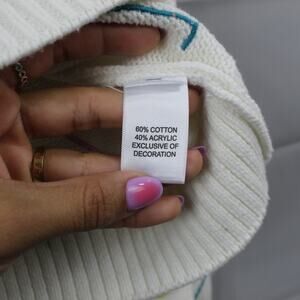 60% COTTON
40% ACRYLIC
EXCLUSIVE OF
DECORATION